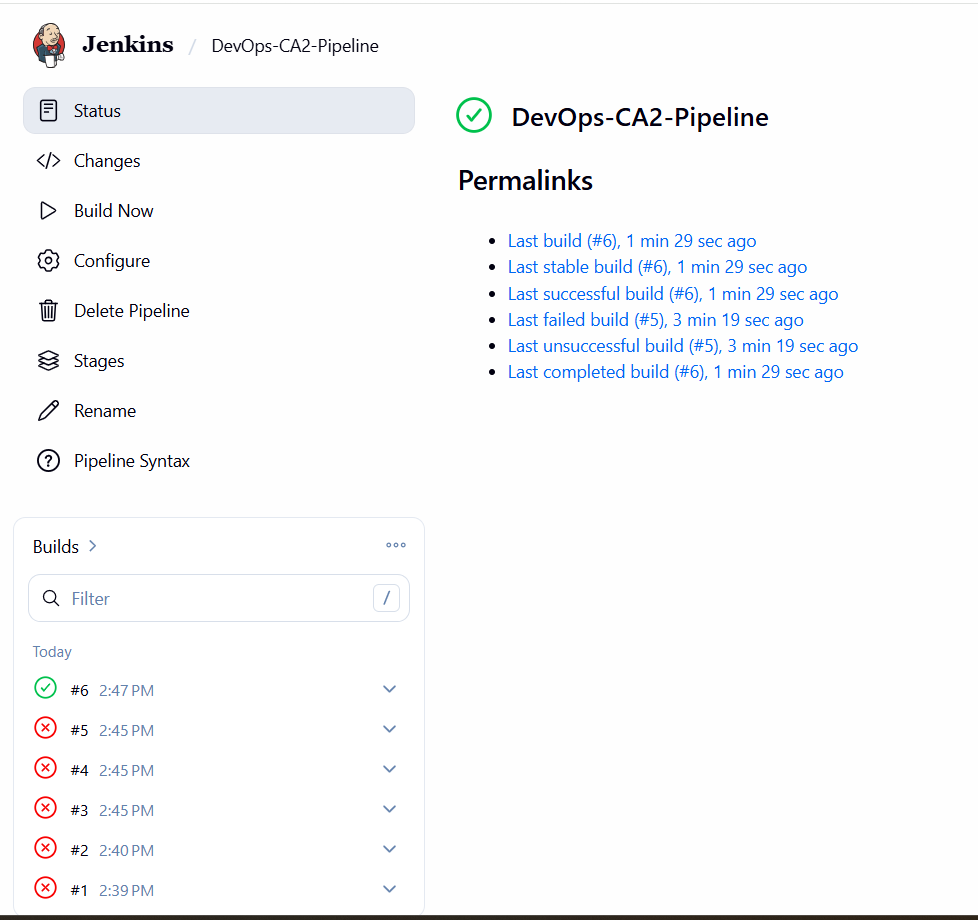 Jenkins / DevOps-CA2-Pipeline
Status
Changes
Build Now
Configure
Delete Pipeline
Stages
Rename
Pipeline Syntax
DevOps-CA2-Pipeline
Permalinks
Last build (#6), 1 min 29 sec ago
Last stable build (#6), 1 min 29 sec ago
Last successful build (#6), 1 min 29 sec ago
Last failed build (#5), 3 min 19 sec ago
Last unsuccessful build (#5), 3 min 19 sec ago
Last completed build (#6), 1 min 29 sec ago
Builds
Filter /
Today
#6 2:47 PM
#5 2:45 PM
#4 2:45 PM
#3 2:45 PM
#2 2:40 PM
#1 2:39 PM